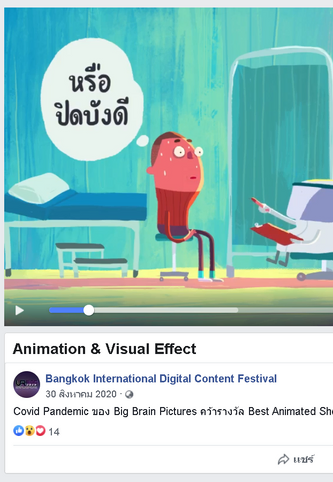 หรือ
ปิดบังดี
Animation & Visual Effect
Bangkok International Digital Content Festival
30 สิงหาคม 2020 ·
Covid Pandemic ของ Big Brain Pictures คว้ารางวัล Best Animated Sh
14
แชร์